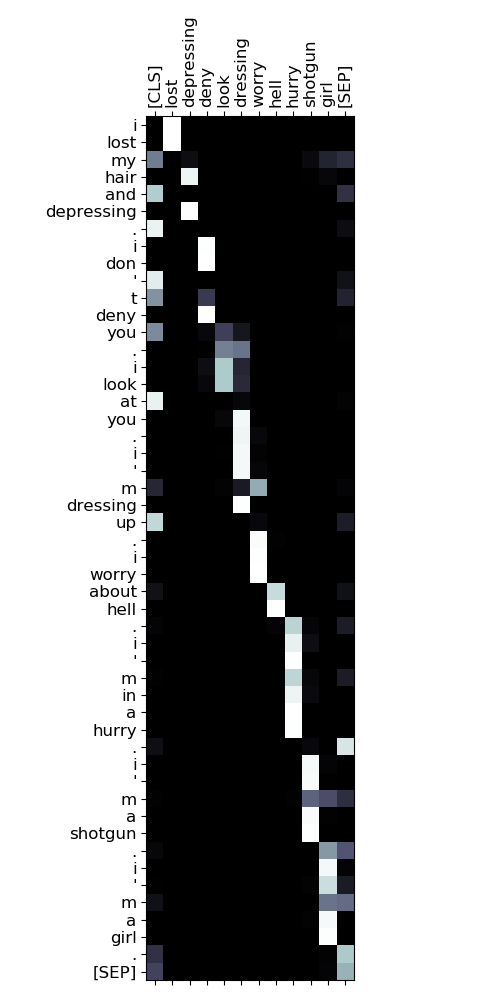 [CLS]
lost
depressing
deny
look
dressing
worry
hell
hurry
shotgun
girl
[SEP]
i
lost
my
hair
and
depressing
.
i
don
'
t
deny
you
.
i
look
at
you
.
i
'
m
dressing
up
.
i
worry
about
hell
.
i
'
m
in
a
hurry
.
i
'
m
a
shotgun
.
i
'
m
a
girl
.
[SEP]